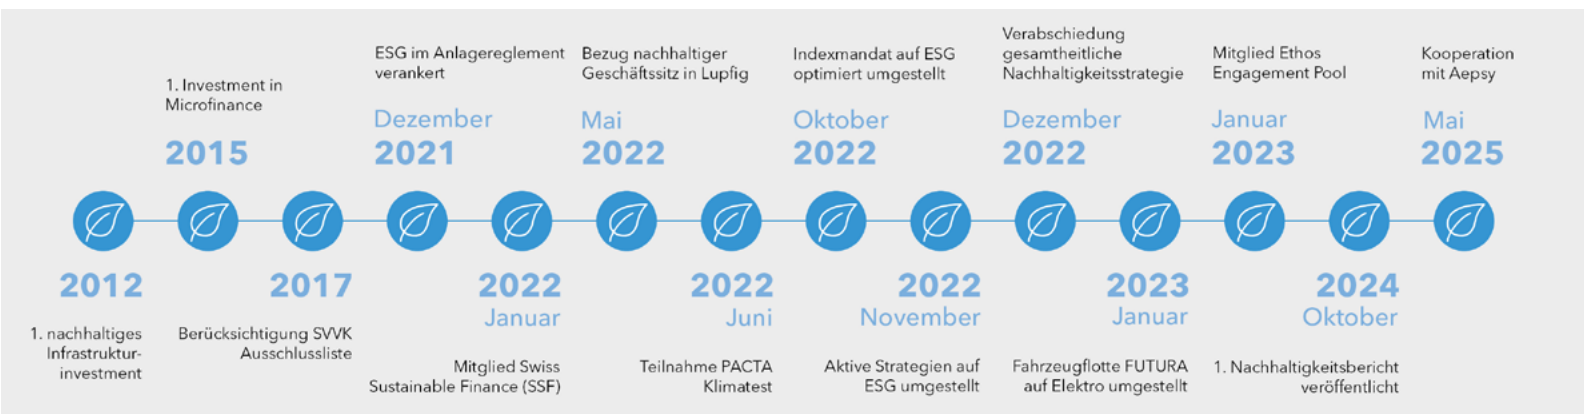 1. nachhaltiges
Infrastruktur-
investment
2012
1. Investment in
Microfinance
2015
2017
Berücksichtigung SVVK
Ausschlussliste
ESG im Anlagereglement
verankert
Dezember
2021
2022
Januar
Mitglied Swiss
Sustainable Finance (SSF)
Bezug nachhaltiger
Geschäftssitz in Lupfig
Mai
2022
2022
Juni
Teilnahme PACTA
Klimatest
Indexmandat auf ESG
optimiert umgestellt
Oktober
2022
2022
November
Aktive Strategien auf
ESG umgestellt
Verabschiedung
gesamtheitliche
Nachhaltigkeitsstrategie
Dezember
2022
2023
Januar
Fahrzeugflotte FUTURA
auf Elektro umgestellt
Mitglied Ethos
Engagement Pool
Januar
2023
2024
Oktober
1. Nachhaltigkeitsbericht
veröffentlicht
Kooperation
mit Aepsy
Mai
2025